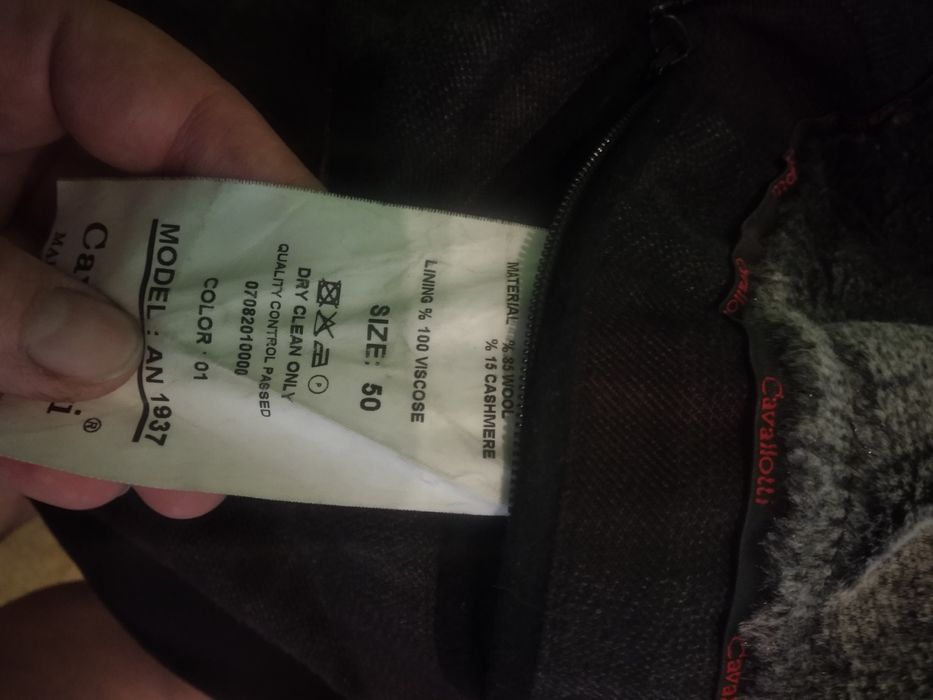 MATERIAL % 85 WOOL
% 15 CASHMERE
LINING % 100 VISCOSE
SIZE: 50
DRY CLEAN ONLY
QUALITY CONTROL PASSED
0708201000
COLOR · 01
MODEL : AN 1937
®
Cavallotti